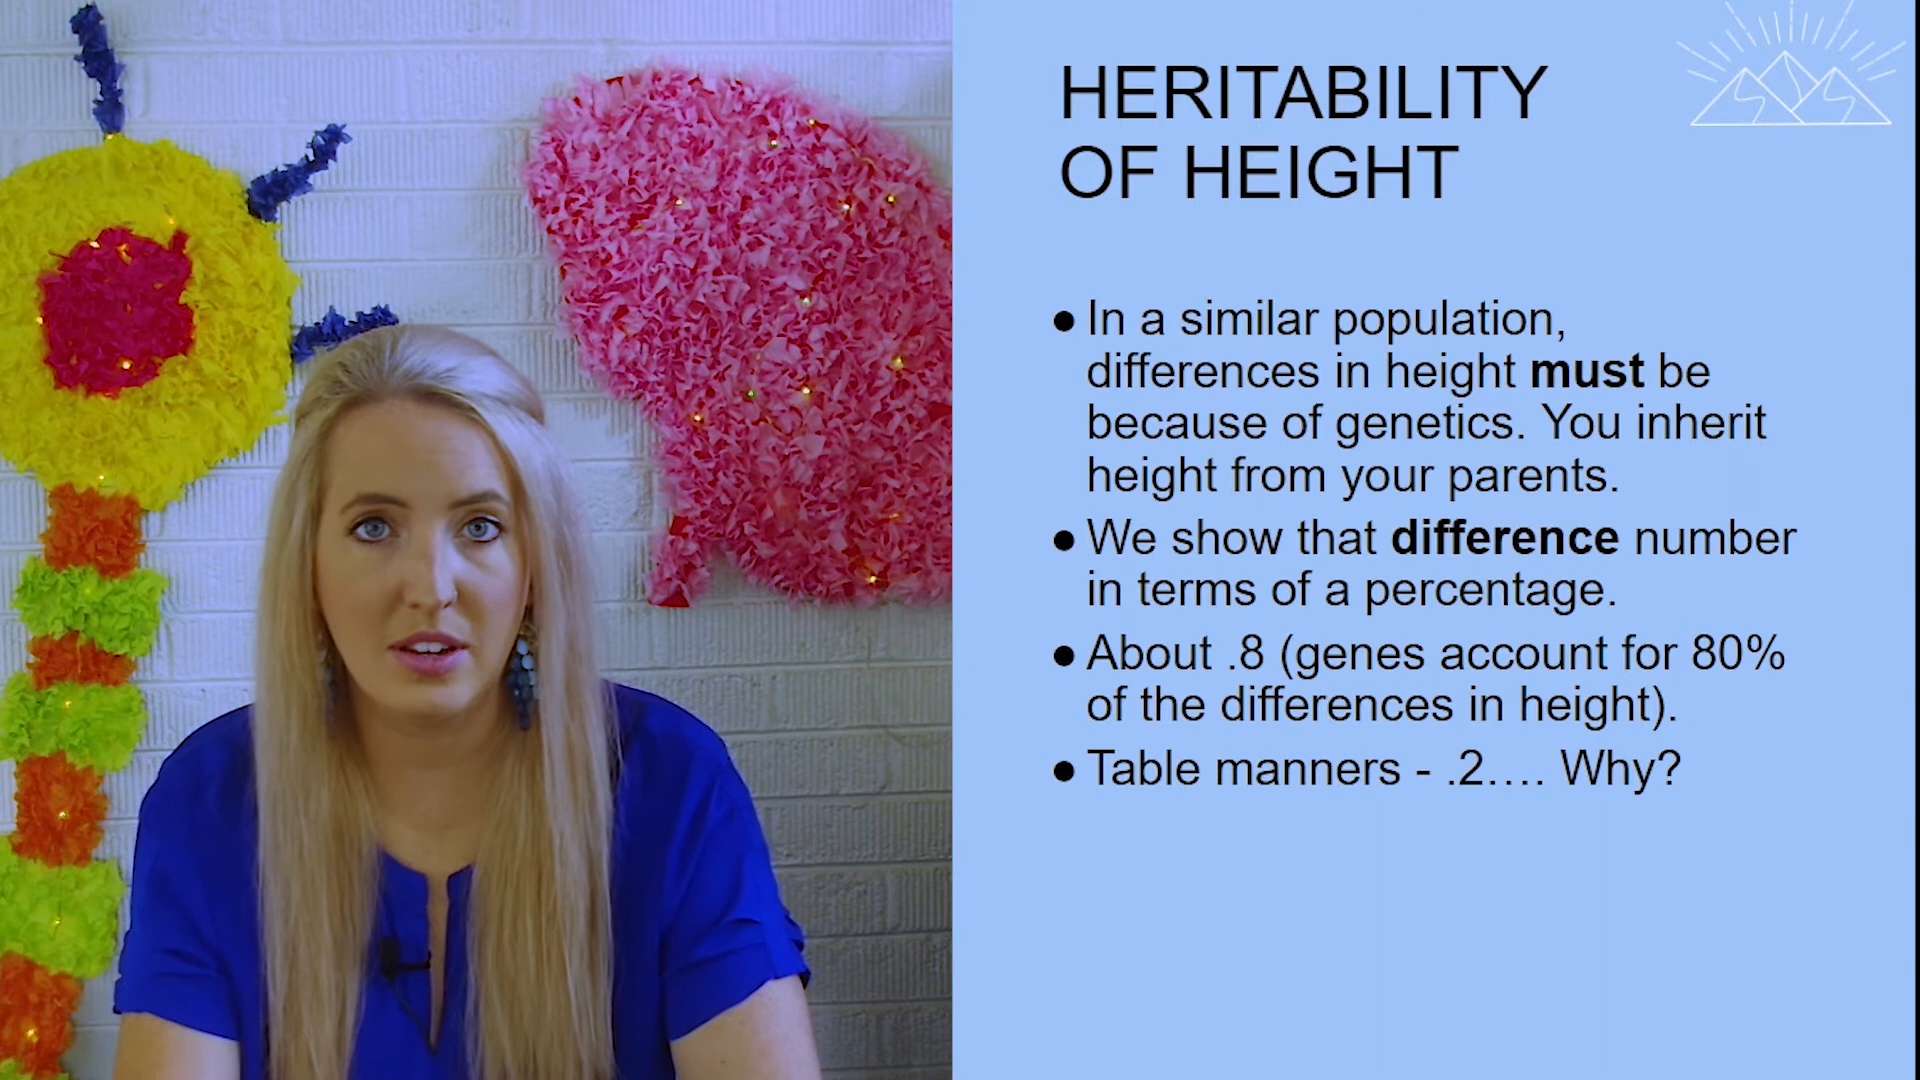 HERITABILITY
OF HEIGHT
● In a similar population,
differences in height must be
because of genetics. You inherit
height from your parents.
● We show that difference number
in terms of a percentage.
● About .8 (genes account for 80%
of the differences in height).
● Table manners - .2.... Why?